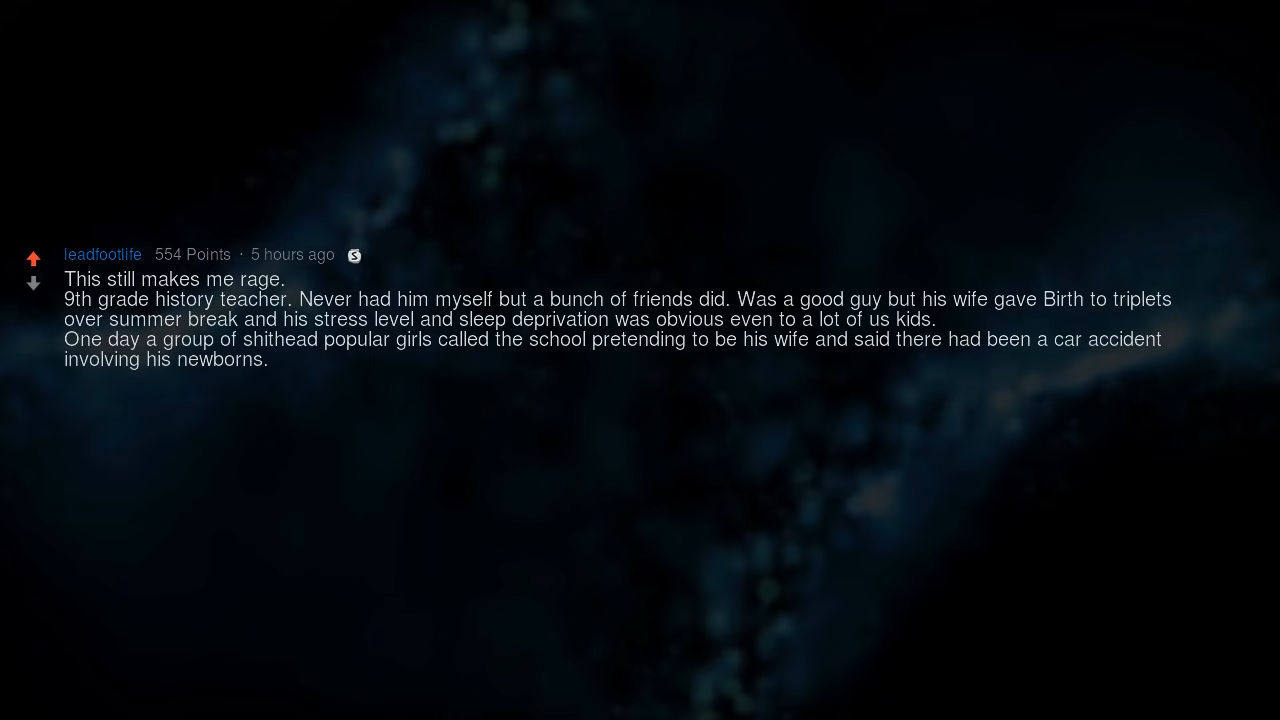 leadfootlife 554 Points · 5 hours ago S
This still makes me rage.
9th grade history teacher. Never had him myself but a bunch of friends did. Was a good guy but his wife gave Birth to triplets
over summer break and his stress level and sleep deprivation was obvious even to a lot of us kids.
One day a group of shithead popular girls called the school pretending to be his wife and said there had been a car accident
involving his newborns.